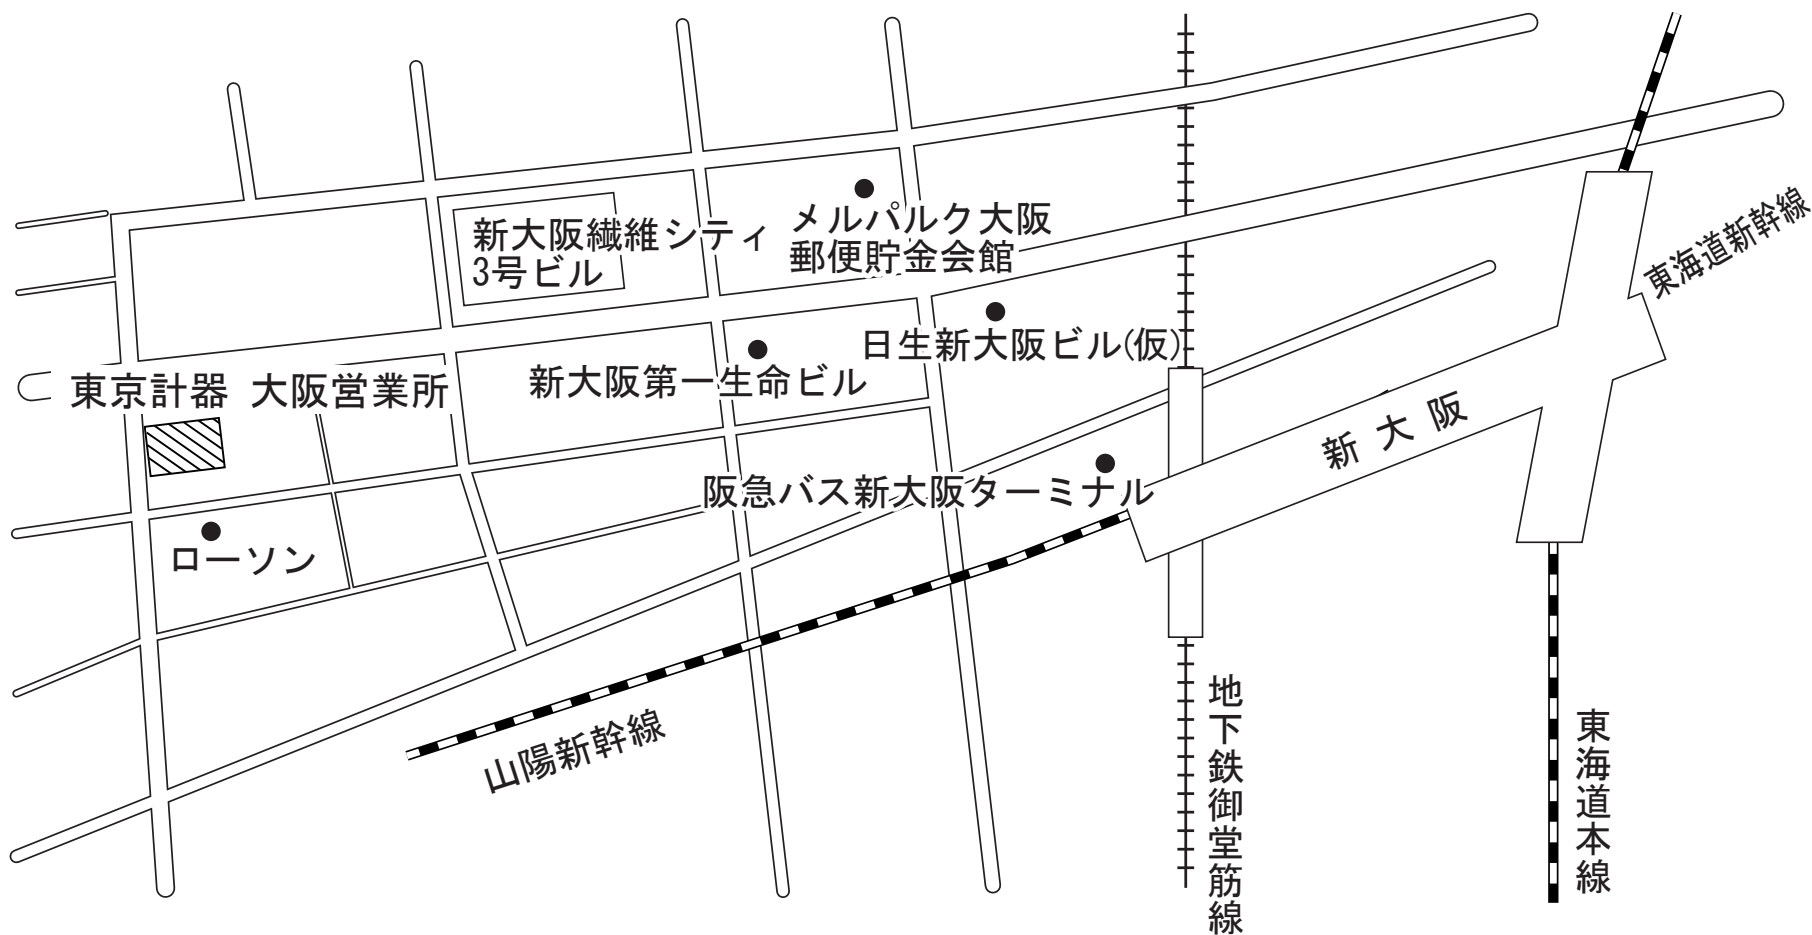 メルパルク大阪
郵便貯金会館
新大阪繊維シティ
3号ビル
東海道新幹線
日生新大阪ビル(仮)
新大阪第一生命ビル
東京計器 大阪営業所
新大阪
阪急バス新大阪ターミナル
ローソン
山陽新幹線
地下鉄御堂筋線
東海道本線